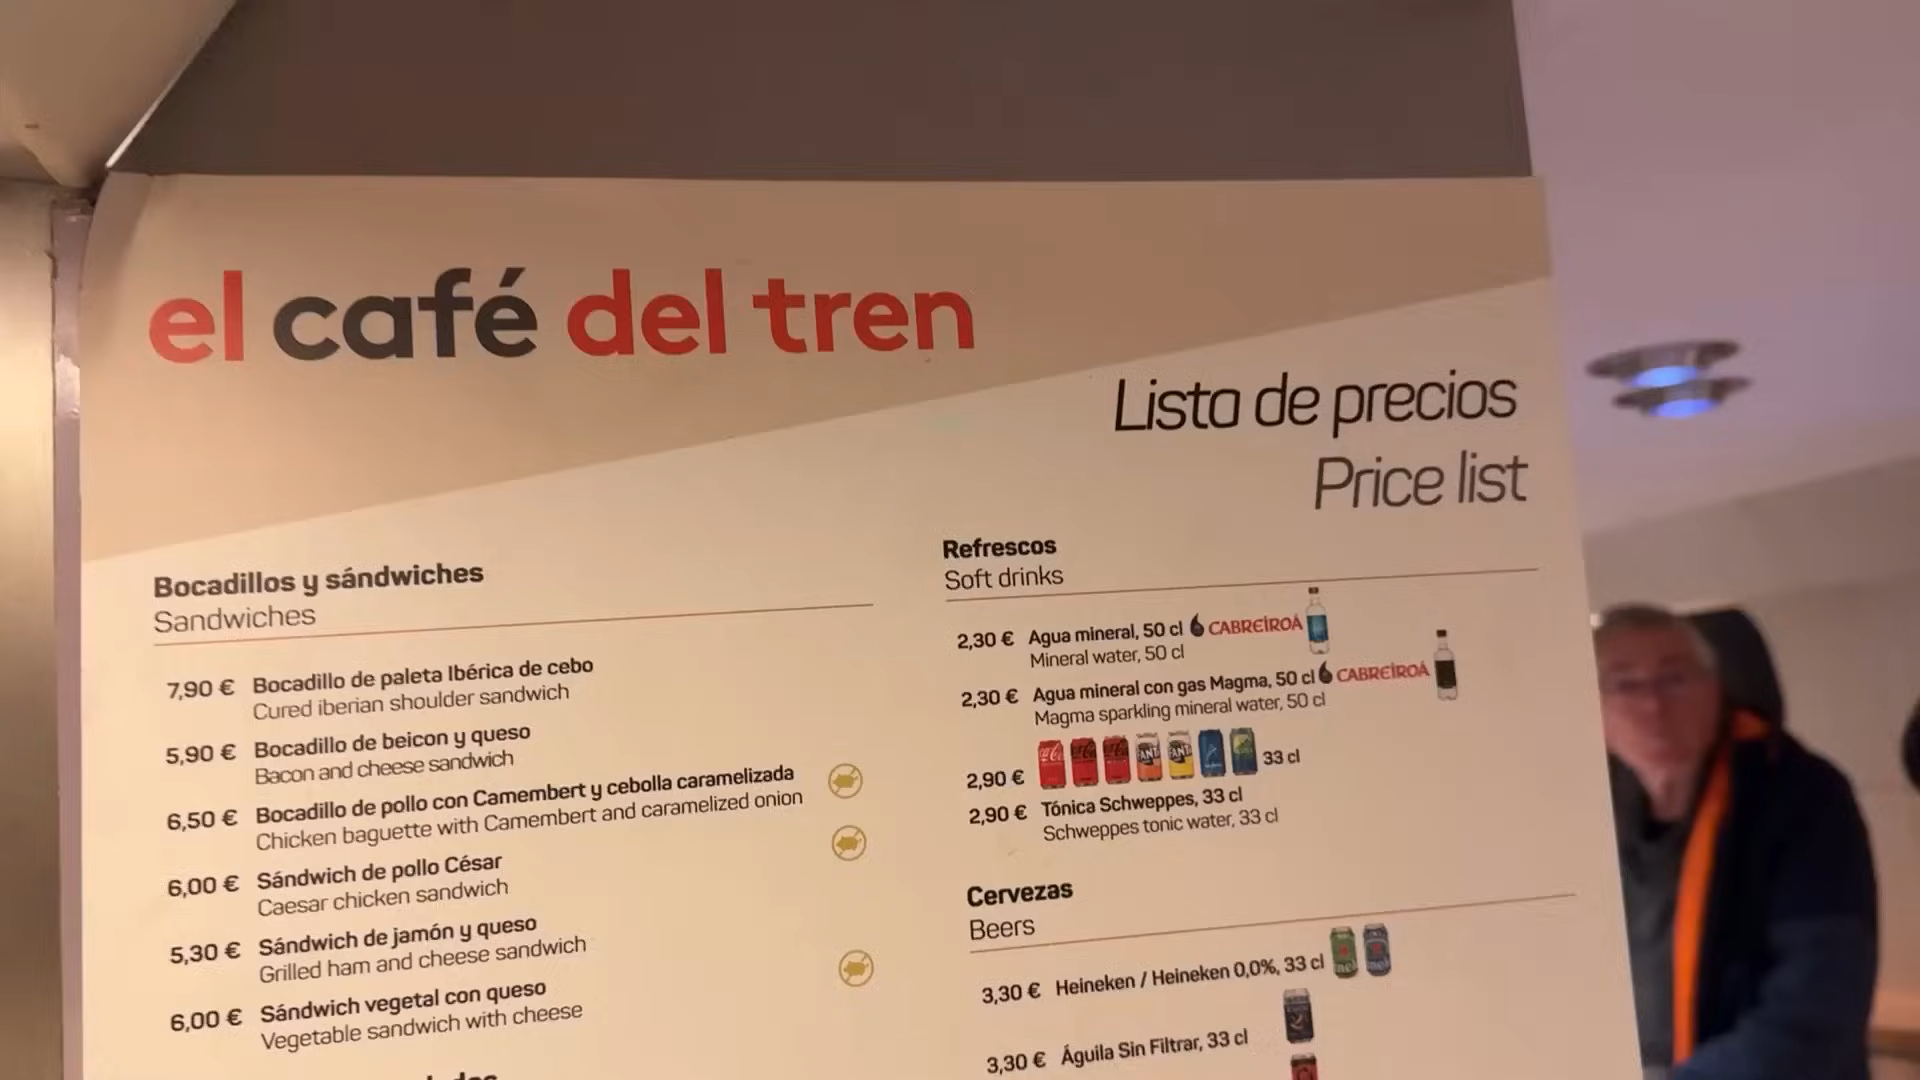 el café del tren
Lista de precios
Price list
Bocadillos y sándwiches
Sandwiches
7,90 € Bocadillo de paleta Ibérica de cebo
Cured iberian shoulder sandwich
5,90 € Bocadillo de beicon y queso
Bacon and cheese sandwich
6,50 € Bocadillo de pollo con Camembert y cebolla caramelizada
Chicken baguette with Camembert and caramelized onion
6,00 € Sándwich de pollo César
Caesar chicken sandwich
5,30 € Sándwich de jamón y queso
Grilled ham and cheese sandwich
6,00 € Sándwich vegetal con queso
Vegetable sandwich with cheese
Refrescos
Soft drinks
2,30 € Agua mineral, 50 cl CABREIROÁ
Mineral water, 50 cl
2,30 € Agua mineral con gas Magma, 50 cl CABREIROÁ
Magma sparkling mineral water, 50 cl
2,90 € 33 cl
2,90 € Tónica Schweppes, 33 cl
Schweppes tonic water, 33 cl
Cervezas
Beers
3,30 € Heineken / Heineken 0,0%, 33 cl
3,30 € Águila Sin Filtrar, 33 cl